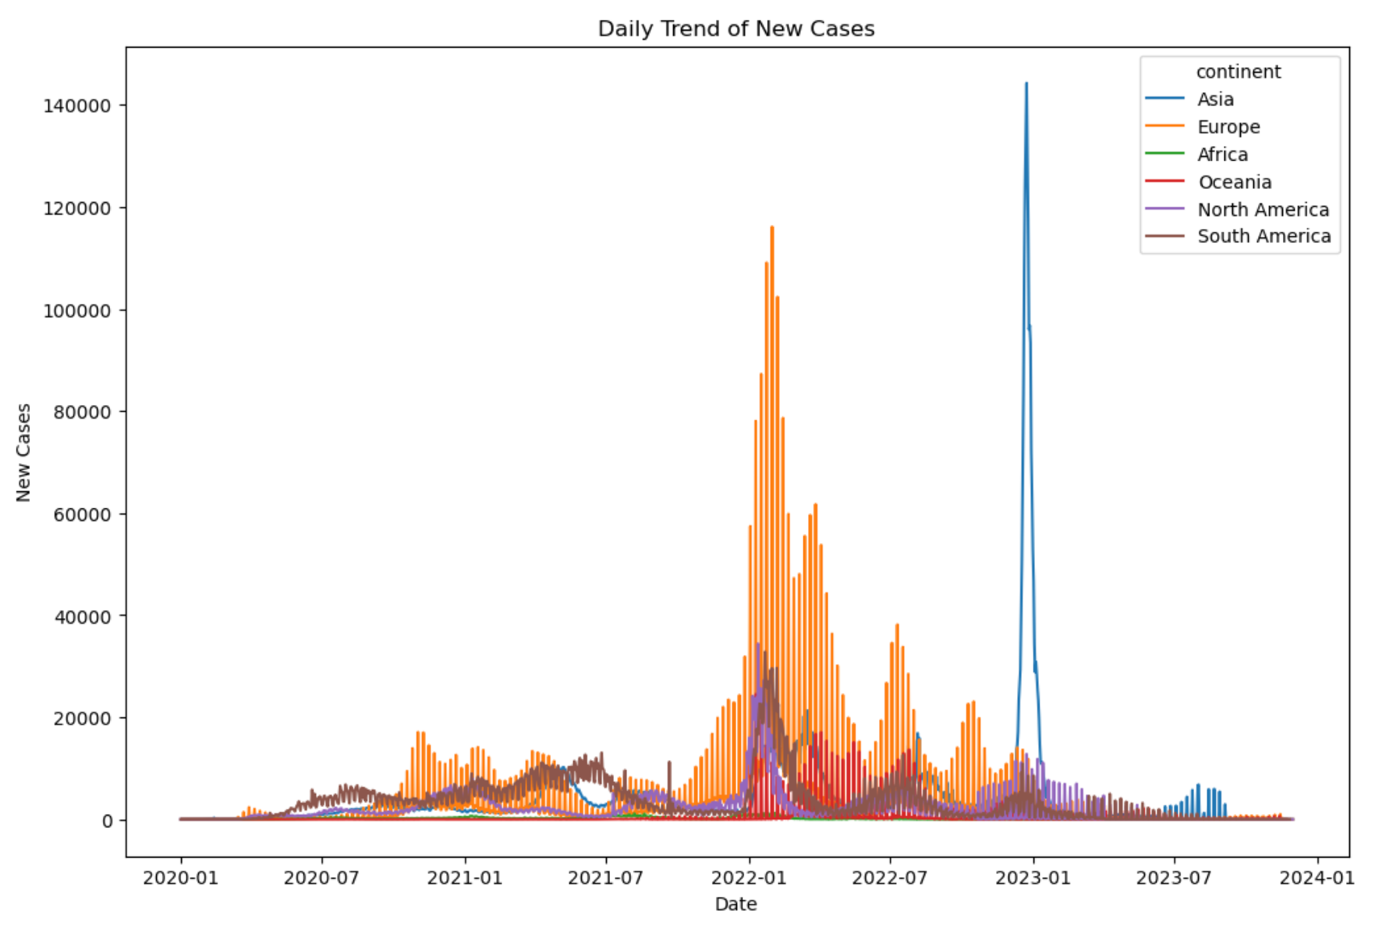 Daily Trend of New Cases
continent
Asia
Europe
Africa
Oceania
North America
South America
140000
120000
100000
80000
60000
40000
20000
0
New Cases
2020-01 2020-07 2021-01 2021-07 2022-01 2022-07 2023-01 2023-07 2024-01
Date